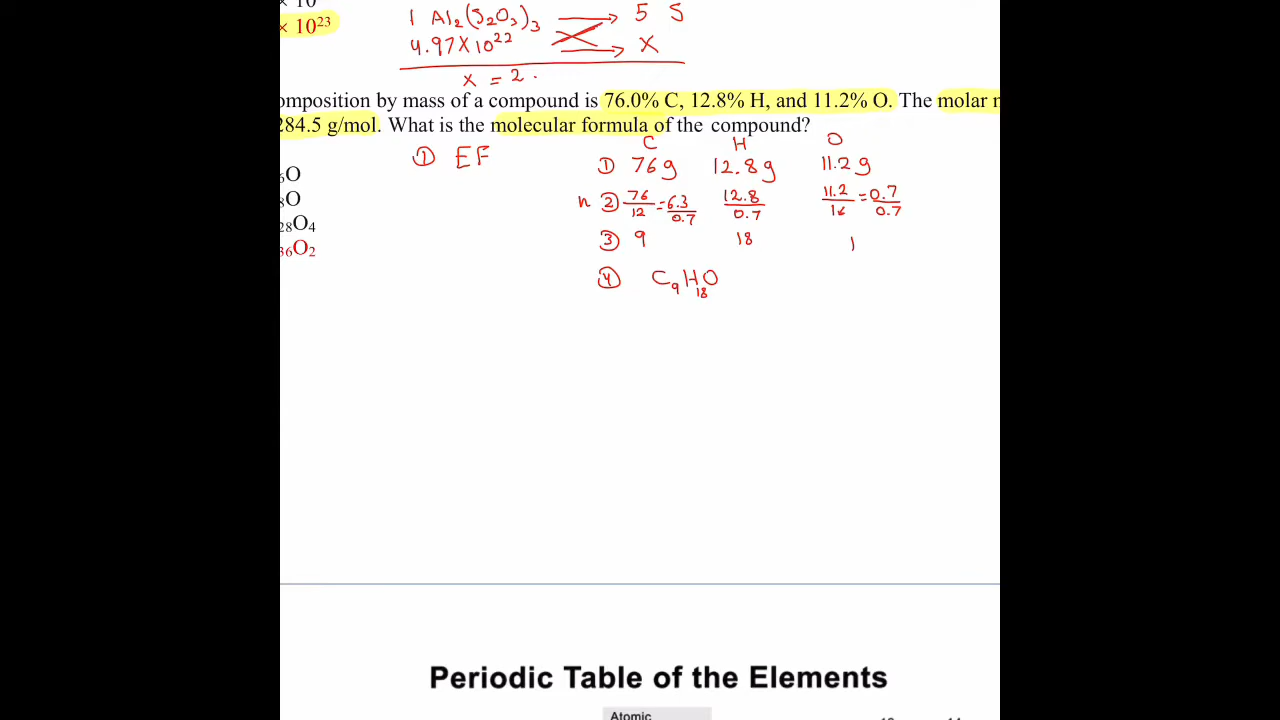 × 10
× 10²³
1 Al₂(S₂O₃)₃ → 5 S
4.97×10²² → X
x = 2.
omposition by mass of a compound is 76.0% C, 12.8% H, and 11.2% O. The molar
284.5 g/mol. What is the molecular formula of the compound?
① EF
C H O
① 76g 12.8g 11.2g
₆O
n ② 76/12 = 6.3/0.7 12.8/0.7 11.2/16 = 0.7/0.7
₈O
₂₈O₄
③ 9 18 1
₃₆O₂
④ C₉H₁₈O
Periodic Table of the Elements
Atomic